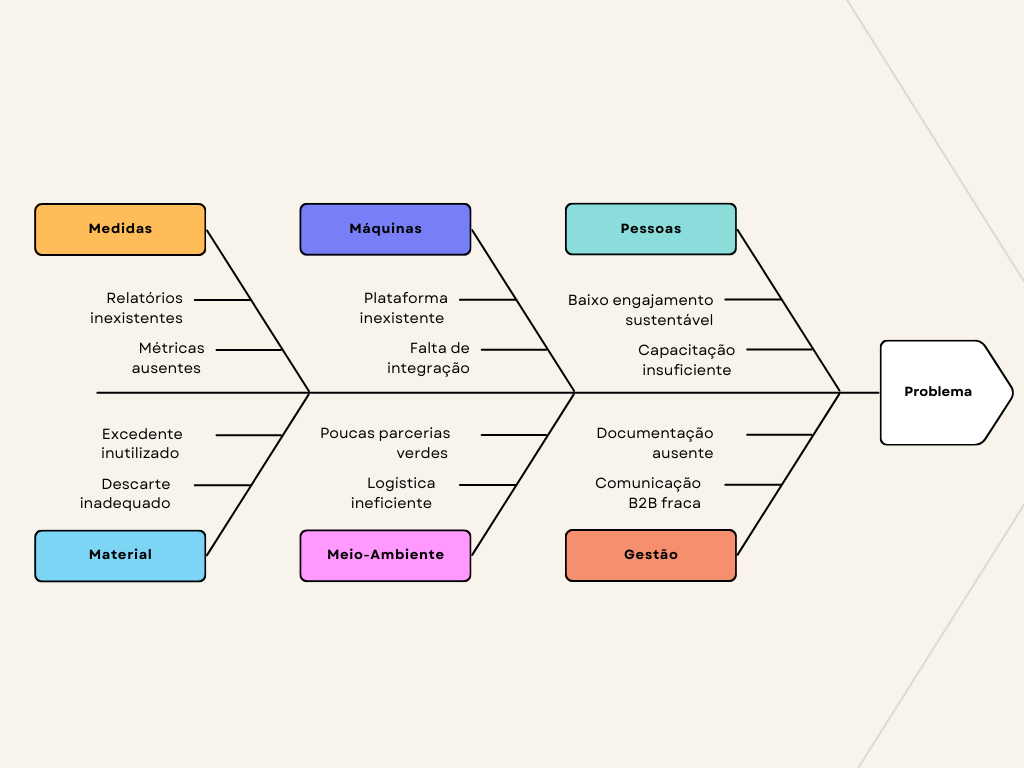 Medidas
Máquinas
Pessoas
Relatórios
inexistentes
Métricas
ausentes
Plataforma
inexistente
Falta de
integração
Baixo engajamento
sustentável
Capacitação
insuficiente
Problema
Excedente
inutilizado
Descarte
inadequado
Poucas parcerias
verdes
Logística
ineficiente
Documentação
ausente
Comunicação
B2B fraca
Material
Meio-Ambiente
Gestão